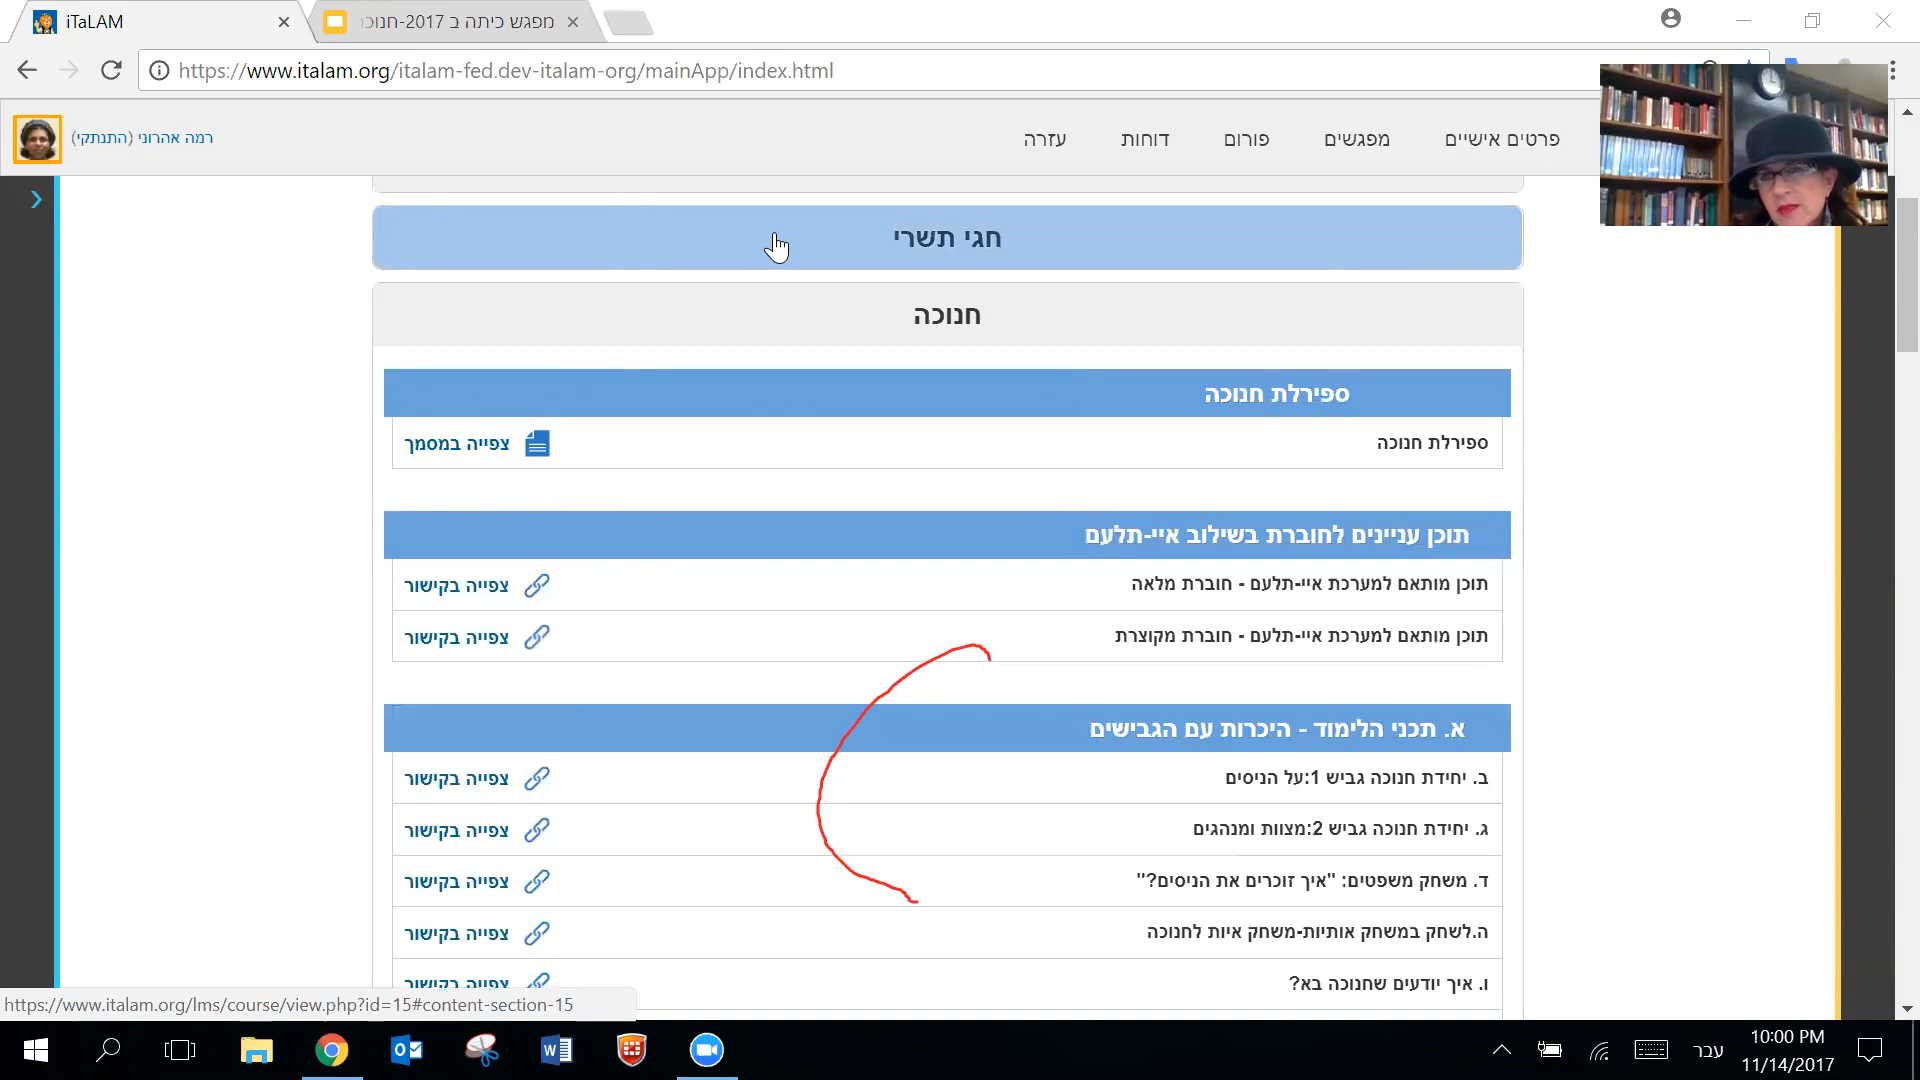 iTaLAM
מפגש כיתה ב 2017-חנוכו
https://www.italam.org/italam-fed.dev-italam-org/mainApp/index.html
רמה אהרוני (התנתקי)
פרטים אישיים
מפגשים
פורום
דוחות
עזרה
חגי תשרי
חנוכה
ספירלת חנוכה
ספירלת חנוכה
צפייה במסמך
תוכן עניינים לחוברת בשילוב איי-תלעם
תוכן מותאם למערכת איי-תלעם - חוברת מלאה
צפייה בקישור
תוכן מותאם למערכת איי-תלעם - חוברת מקוצרת
צפייה בקישור
א. תכני הלימוד - היכרות עם הגבישים
ב. יחידת חנוכה גביש 1:על הניסים
צפייה בקישור
ג. יחידת חנוכה גביש 2:מצוות ומנהגים
צפייה בקישור
ד. משחק משפטים: "איך זוכרים את הניסים?"
צפייה בקישור
ה.לשחק במשחק אותיות-משחק איות לחנוכה
צפייה בקישור
ו. איך יודעים שחנוכה בא?
צפייה בקישור
https://www.italam.org/lms/course/view.php?id=15#content-section-15
עבר
10:00 PM
11/14/2017